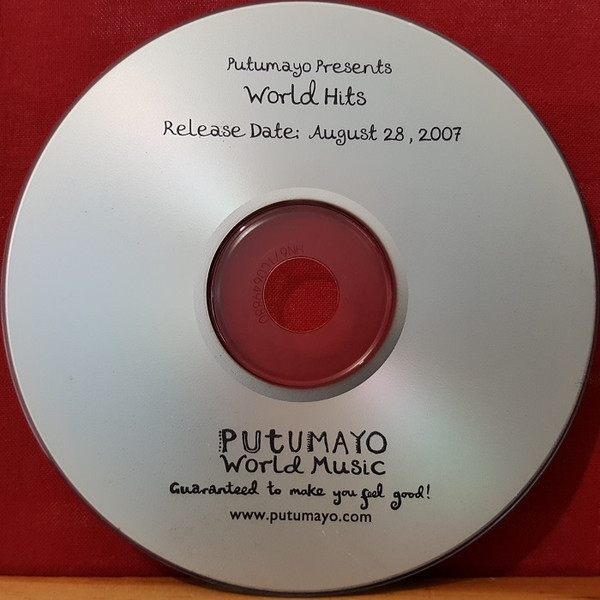 Putumayo Presents
World Hits
Release Date: August 28, 2007
PUTUMAYO
World Music
Guaranteed to make you feel good!
www.putumayo.com